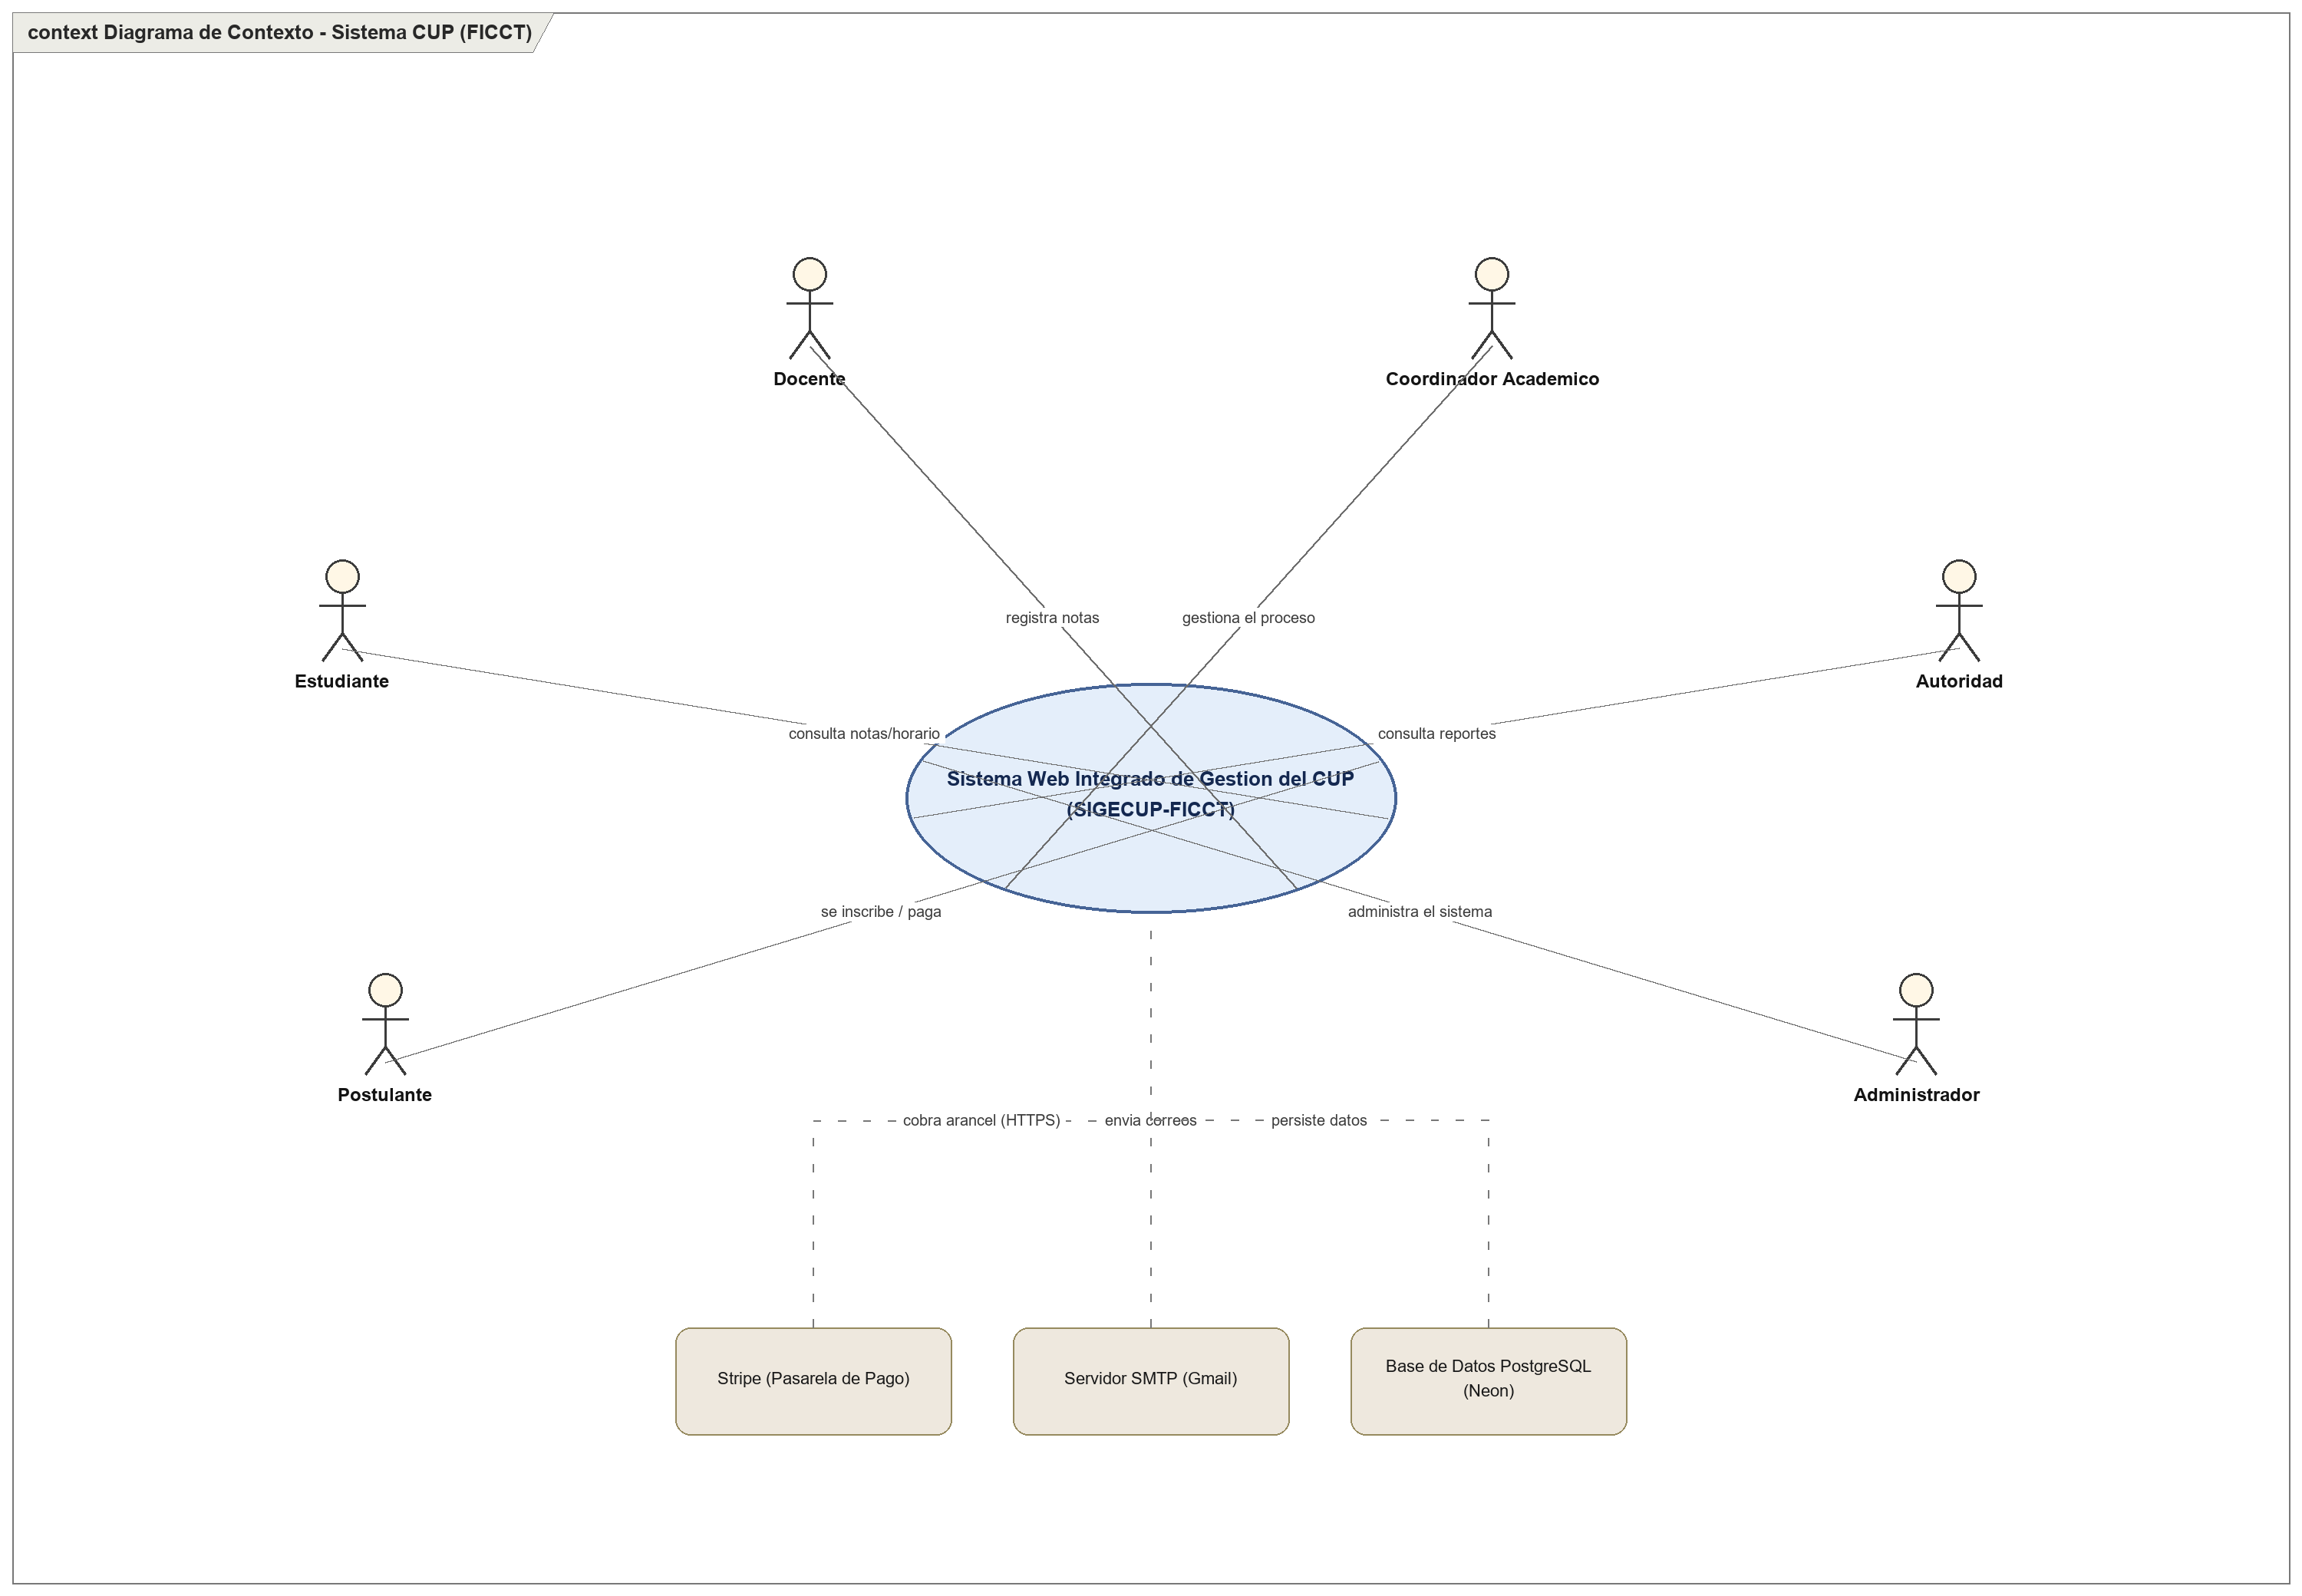 context Diagrama de Contexto - Sistema CUP (FICCT)
Docente
Coordinador Academico
registra notas
gestiona el proceso
Estudiante
Autoridad
consulta notas/horario
consulta reportes
Sistema Web Integrado de Gestion del CUP
(SIGECUP-FICCT)
se inscribe / paga
administra el sistema
Postulante
Administrador
cobra arancel (HTTPS)
envia correos
persiste datos
Stripe (Pasarela de Pago)
Servidor SMTP (Gmail)
Base de Datos PostgreSQL
(Neon)